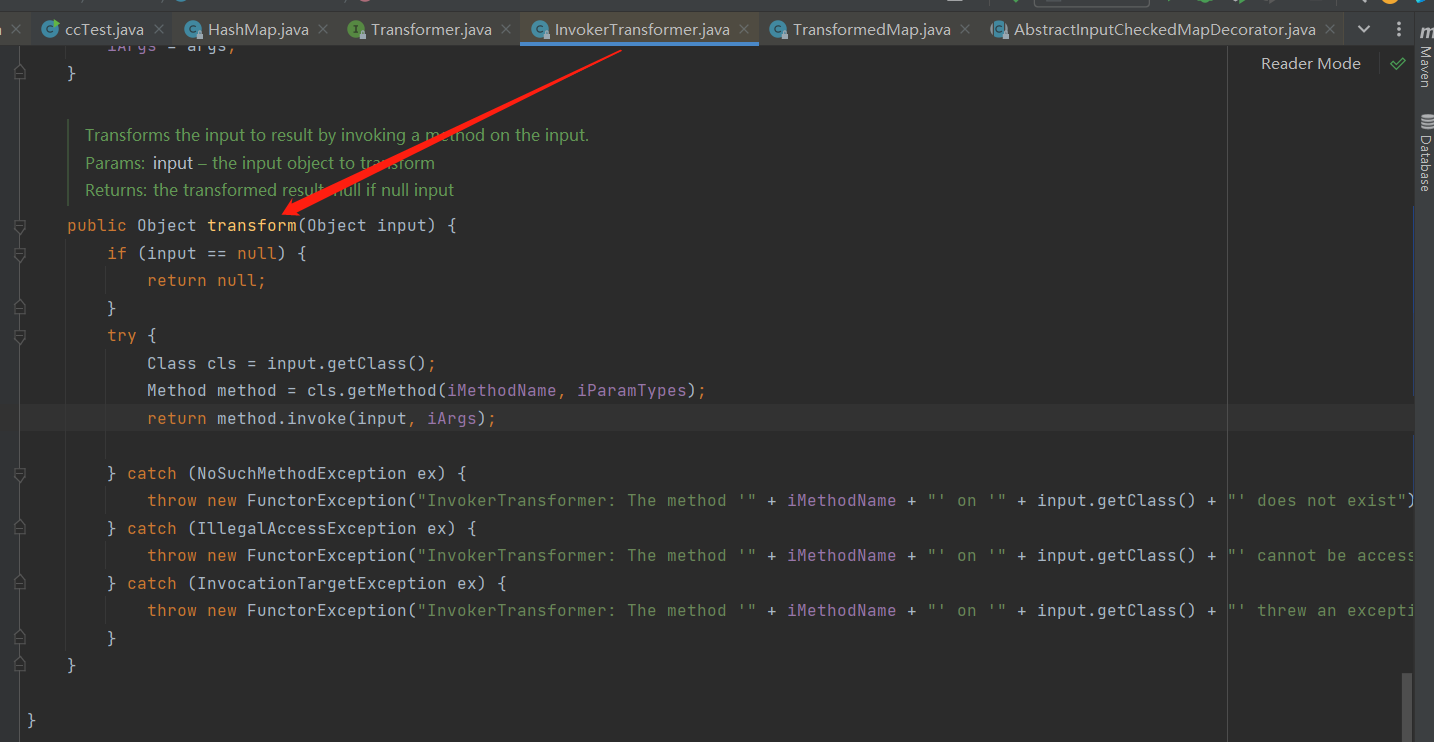 ccTest.java HashMap.java Transformer.java InvokerTransformer.java TransformedMap.java AbstractInputCheckedMapDecorator.java
iArgs = args;
}
Reader Mode
Maven
Database
Transforms the input to result by invoking a method on the input.
Params: input – the input object to transform
Returns: the transformed result, null if null input
public Object transform(Object input) {
if (input == null) {
return null;
}
try {
Class cls = input.getClass();
Method method = cls.getMethod(iMethodName, iParamTypes);
return method.invoke(input, iArgs);
} catch (NoSuchMethodException ex) {
throw new FunctorException("InvokerTransformer: The method '" + iMethodName + "' on '" + input.getClass() + "' does not exist")
} catch (IllegalAccessException ex) {
throw new FunctorException("InvokerTransformer: The method '" + iMethodName + "' on '" + input.getClass() + "' cannot be access
} catch (InvocationTargetException ex) {
throw new FunctorException("InvokerTransformer: The method '" + iMethodName + "' on '" + input.getClass() + "' threw an excepti
}
}
}